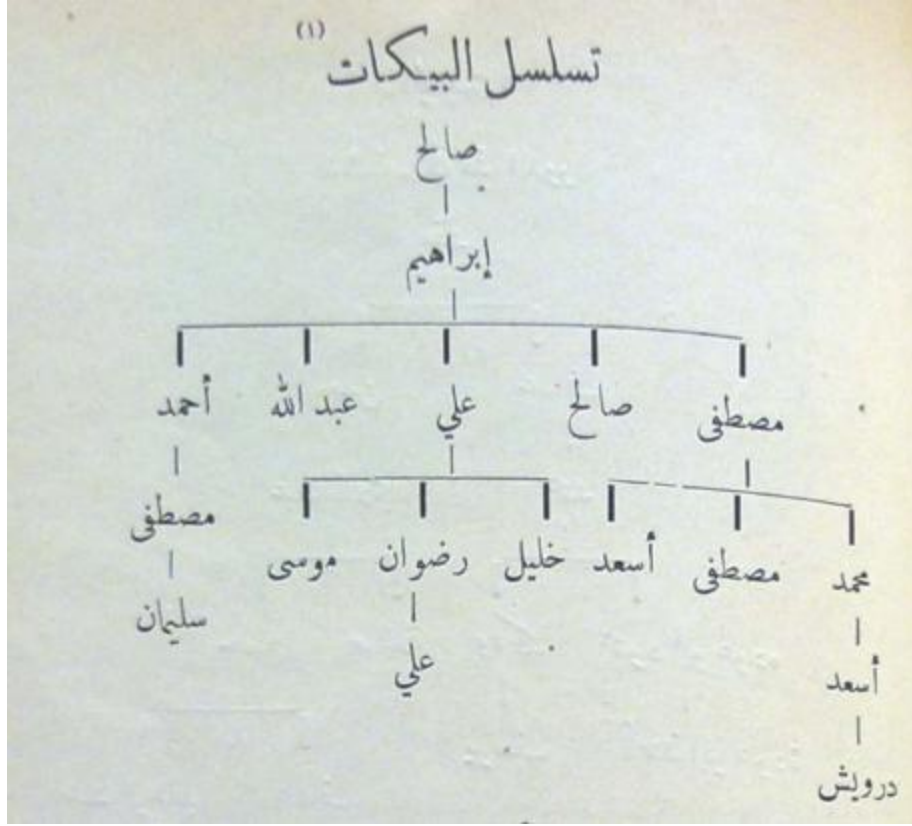 تسلسل البيكات (١)
صالح
إبراهيم
مصطفى صالح علي عبد الله أحمد
محمد مصطفى أسعد خليل رضوان موسى مصطفى
أسعد علي سليمان
درويش